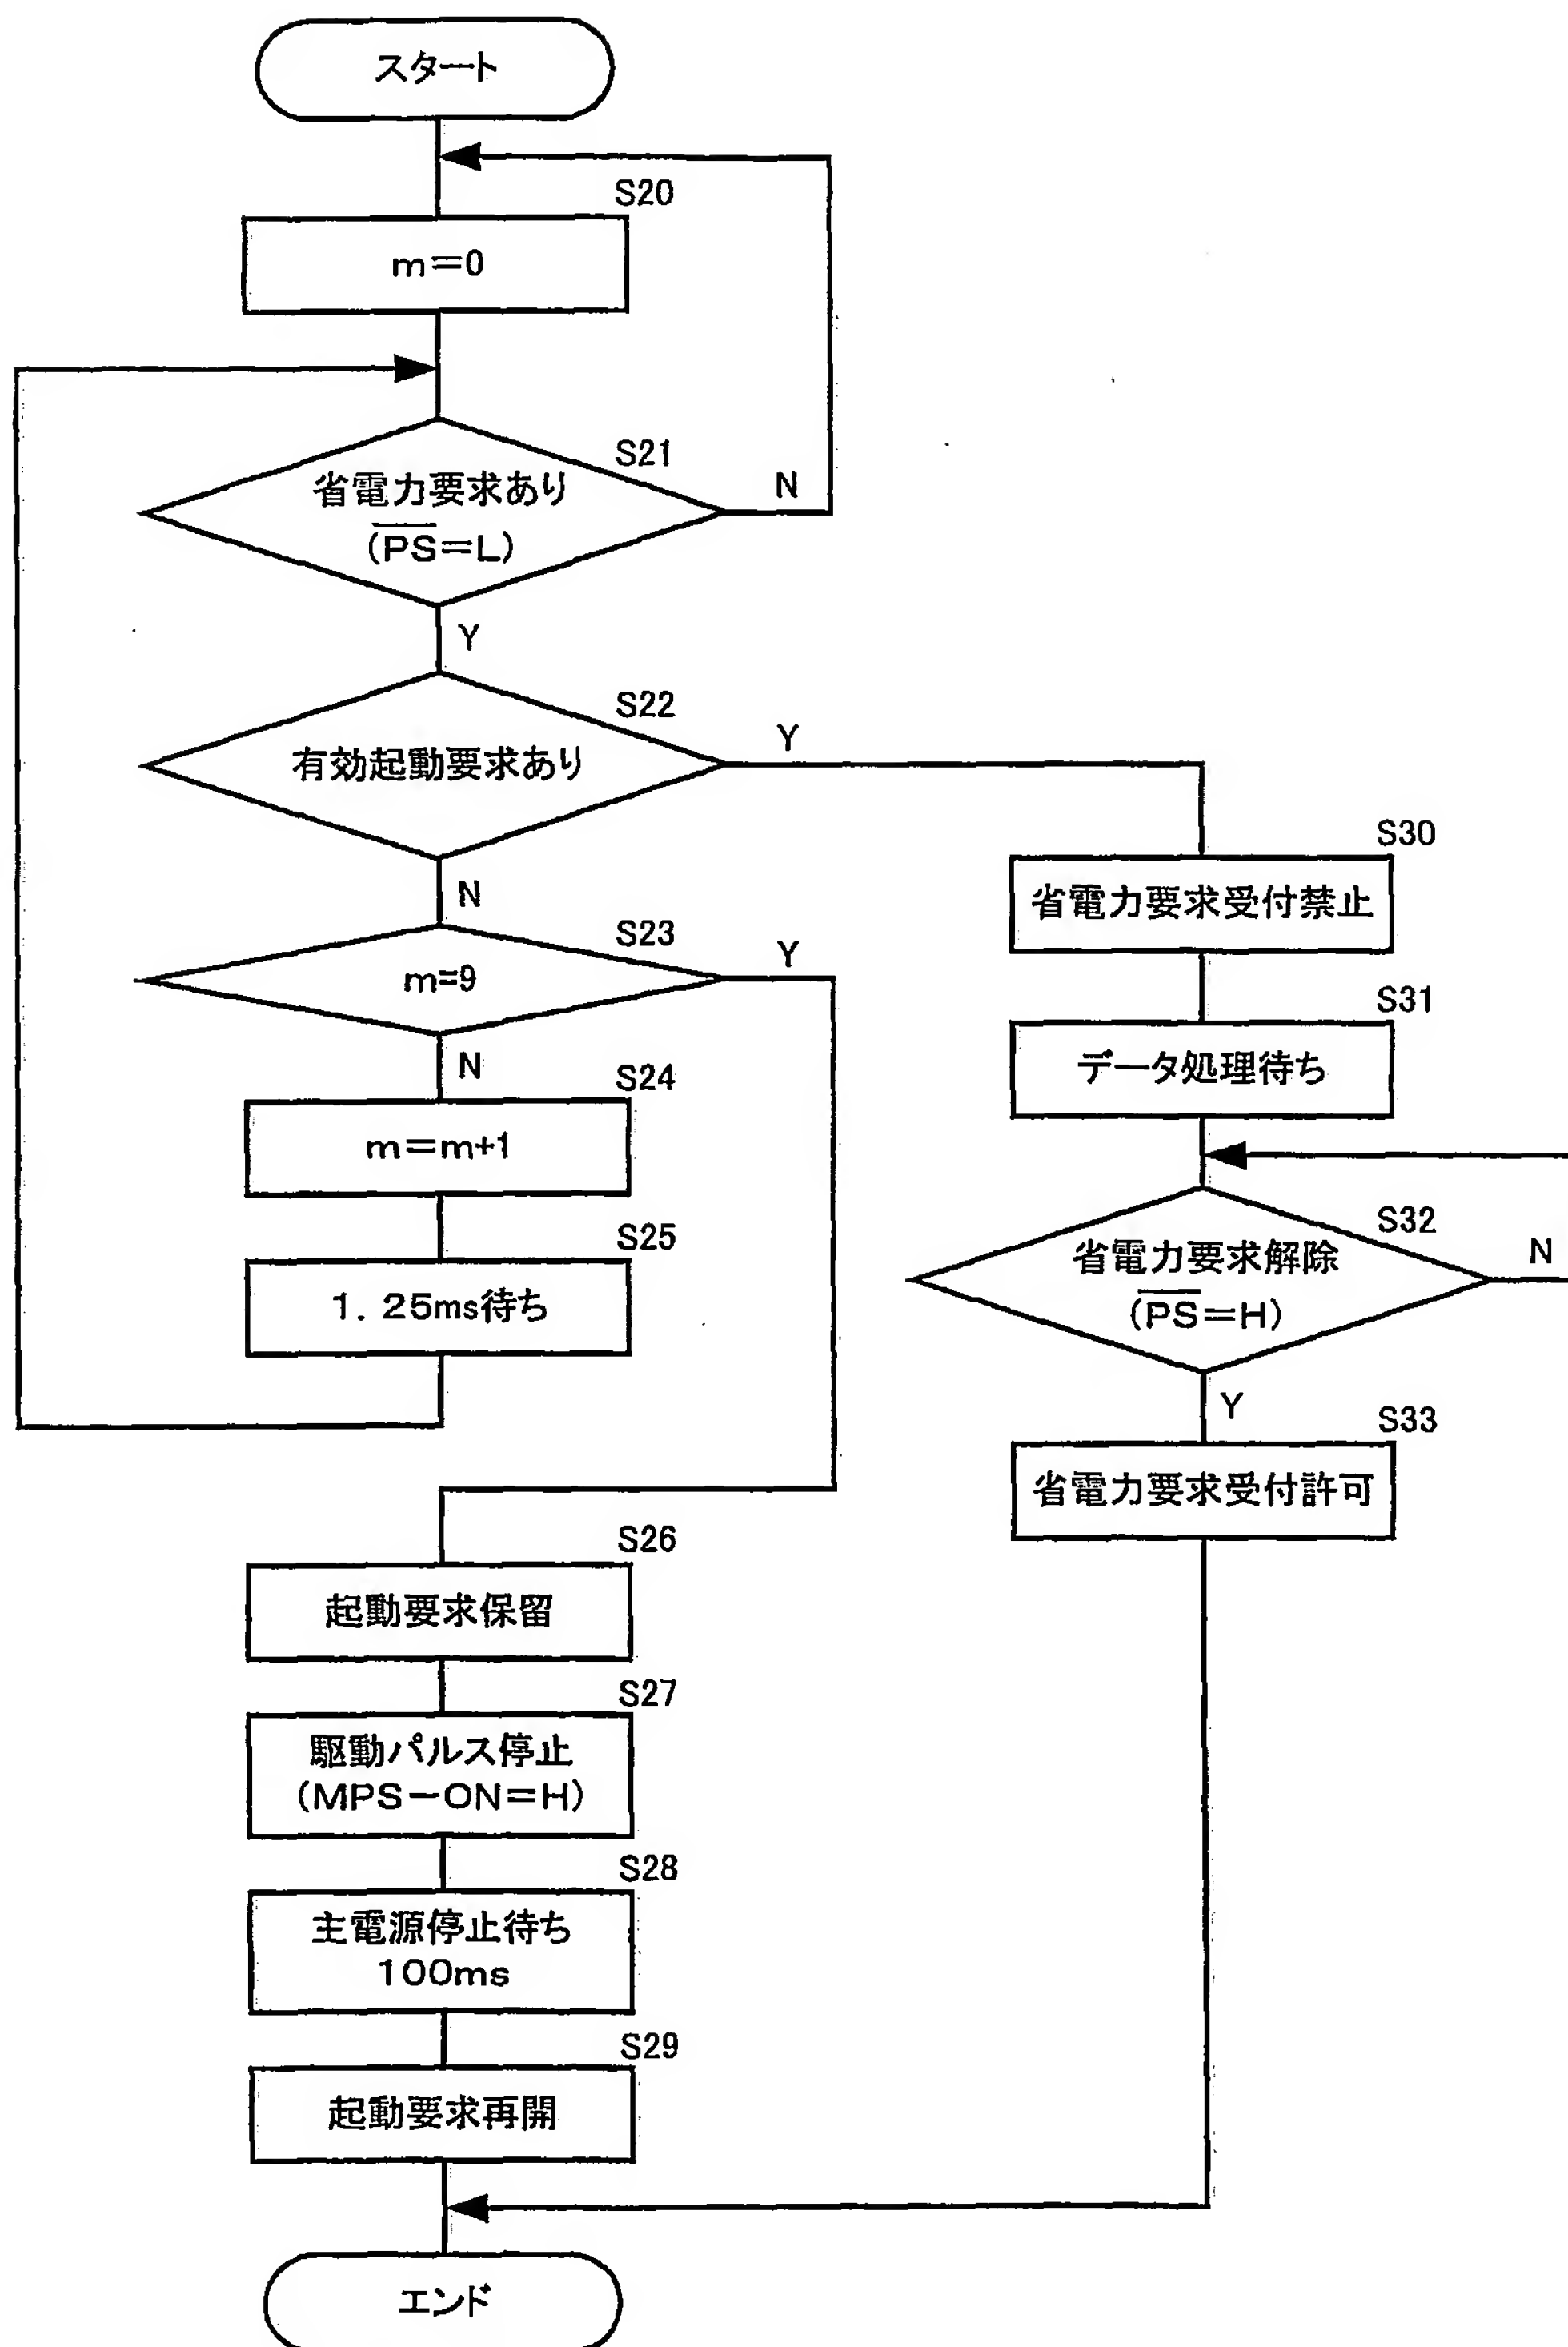 スタート
S20
m=0
S21
省電力要求あり
(P̅S̅=L)
N
Y
S22
有効起動要求あり
Y
N
S23
m=9
Y
N
S24
m=m+1
S25
1. 25ms待ち
S26
起動要求保留
S27
駆動パルス停止
(MPS-ON=H)
S28
主電源停止待ち
100ms
S29
起動要求再開
S30
省電力要求受付禁止
S31
データ処理待ち
S32
省電力要求解除
(P̅S̅=H)
N
Y
S33
省電力要求受付許可
エンド